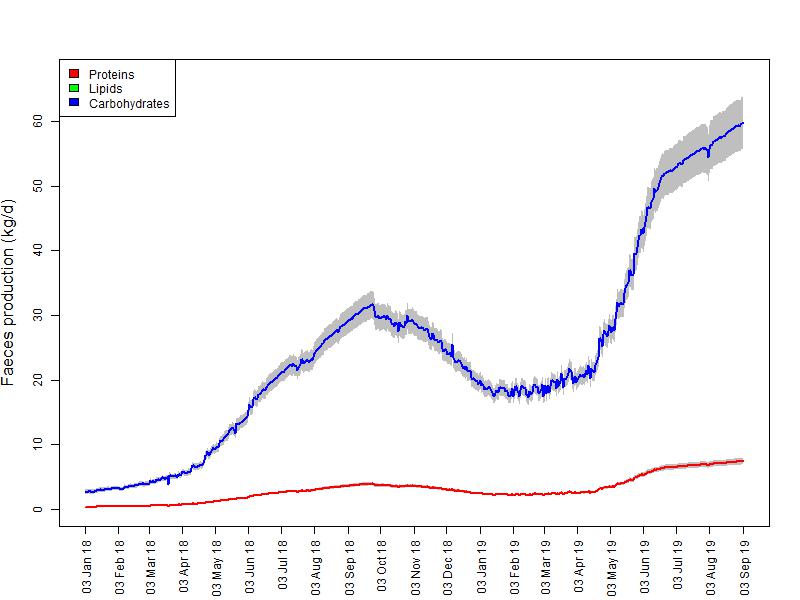 Proteins
Lipids
Carbohydrates
Faeces production (kg/d)
60
50
40
30
20
10
0
03 Jan 18
03 Feb 18
03 Mar 18
03 Apr 18
03 May 18
03 Jun 18
03 Jul 18
03 Aug 18
03 Sep 18
03 Oct 18
03 Nov 18
03 Dec 18
03 Jan 19
03 Feb 19
03 Mar 19
03 Apr 19
03 May 19
03 Jun 19
03 Jul 19
03 Aug 19
03 Sep 19